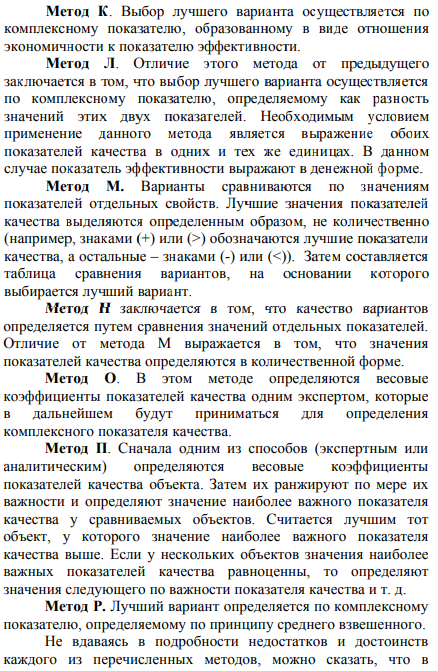 Метод К. Выбор лучшего варианта осуществляется по
комплексному показателю, образованному в виде отношения
экономичности к показателю эффективности.
Метод Л. Отличие этого метода от предыдущего
заключается в том, что выбор лучшего варианта осуществляется
по комплексному показателю, определяемому как разность
значений этих двух показателей. Необходимым условием
применение данного метода является выражение обоих
показателей качества в одних и тех же единицах. В данном
случае показатель эффективности выражают в денежной форме.
Метод М. Варианты сравниваются по значениям
показателей отдельных свойств. Лучшие значения показателей
качества выделяются определенным образом, не количественно
(например, знаками (+) или (>) обозначаются лучшие показатели
качества, а остальные – знаками (-) или (<)). Затем составляется
таблица сравнения вариантов, на основании которого
выбирается лучший вариант.
Метод Н заключается в том, что качество вариантов
определяется путем сравнения значений отдельных показателей.
Отличие от метода М выражается в том, что значения
показателей качества определяются в количественной форме.
Метод О. В этом методе определяются весовые
коэффициенты показателей качества одним экспертом, которые
в дальнейшем будут приниматься для определения
комплексного показателя качества.
Метод П. Сначала одним из способов (экспертным или
аналитическим) определяются весовые коэффициенты
показателей качества объекта. Затем их ранжируют по мере их
важности и определяют значение наиболее важного показателя
качества у сравниваемых объектов. Считается лучшим тот
объект, у которого значение наиболее важного показателя
качества выше. Если у нескольких объектов значения наиболее
важных показателей качества равноценны, то определяют
значения следующего по важности показателя качества и т. д.
Метод Р. Лучший вариант определяется по комплексному
показателю, определяемому по принципу среднего взвешенного.
Не вдаваясь в подробности недостатков и достоинств
каждого из перечисленных методов, можно сказать, что в